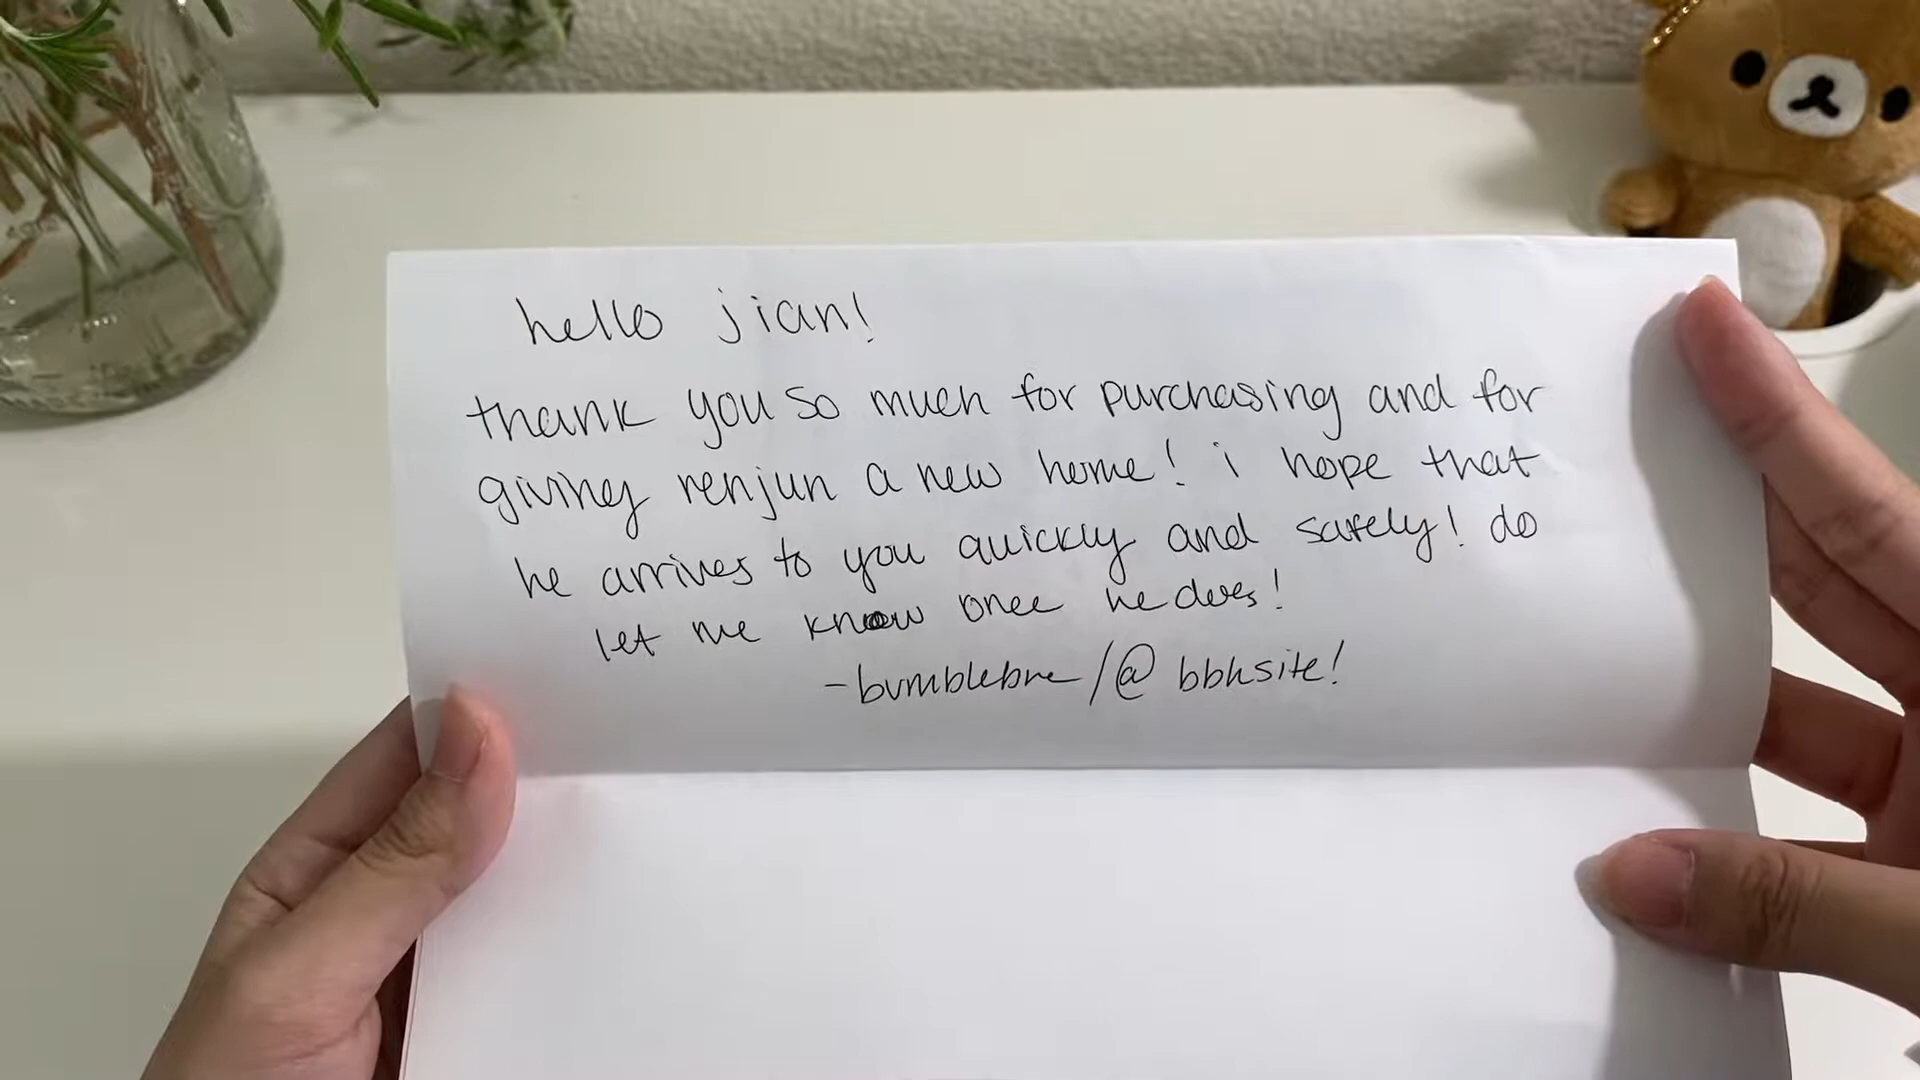 hello jian!
thank you so much for purchasing and for
giving renjun a new home! i hope that
he arrives to you quickly and safely! do
let me know once he does!
-bumblebre/@bbhsite!